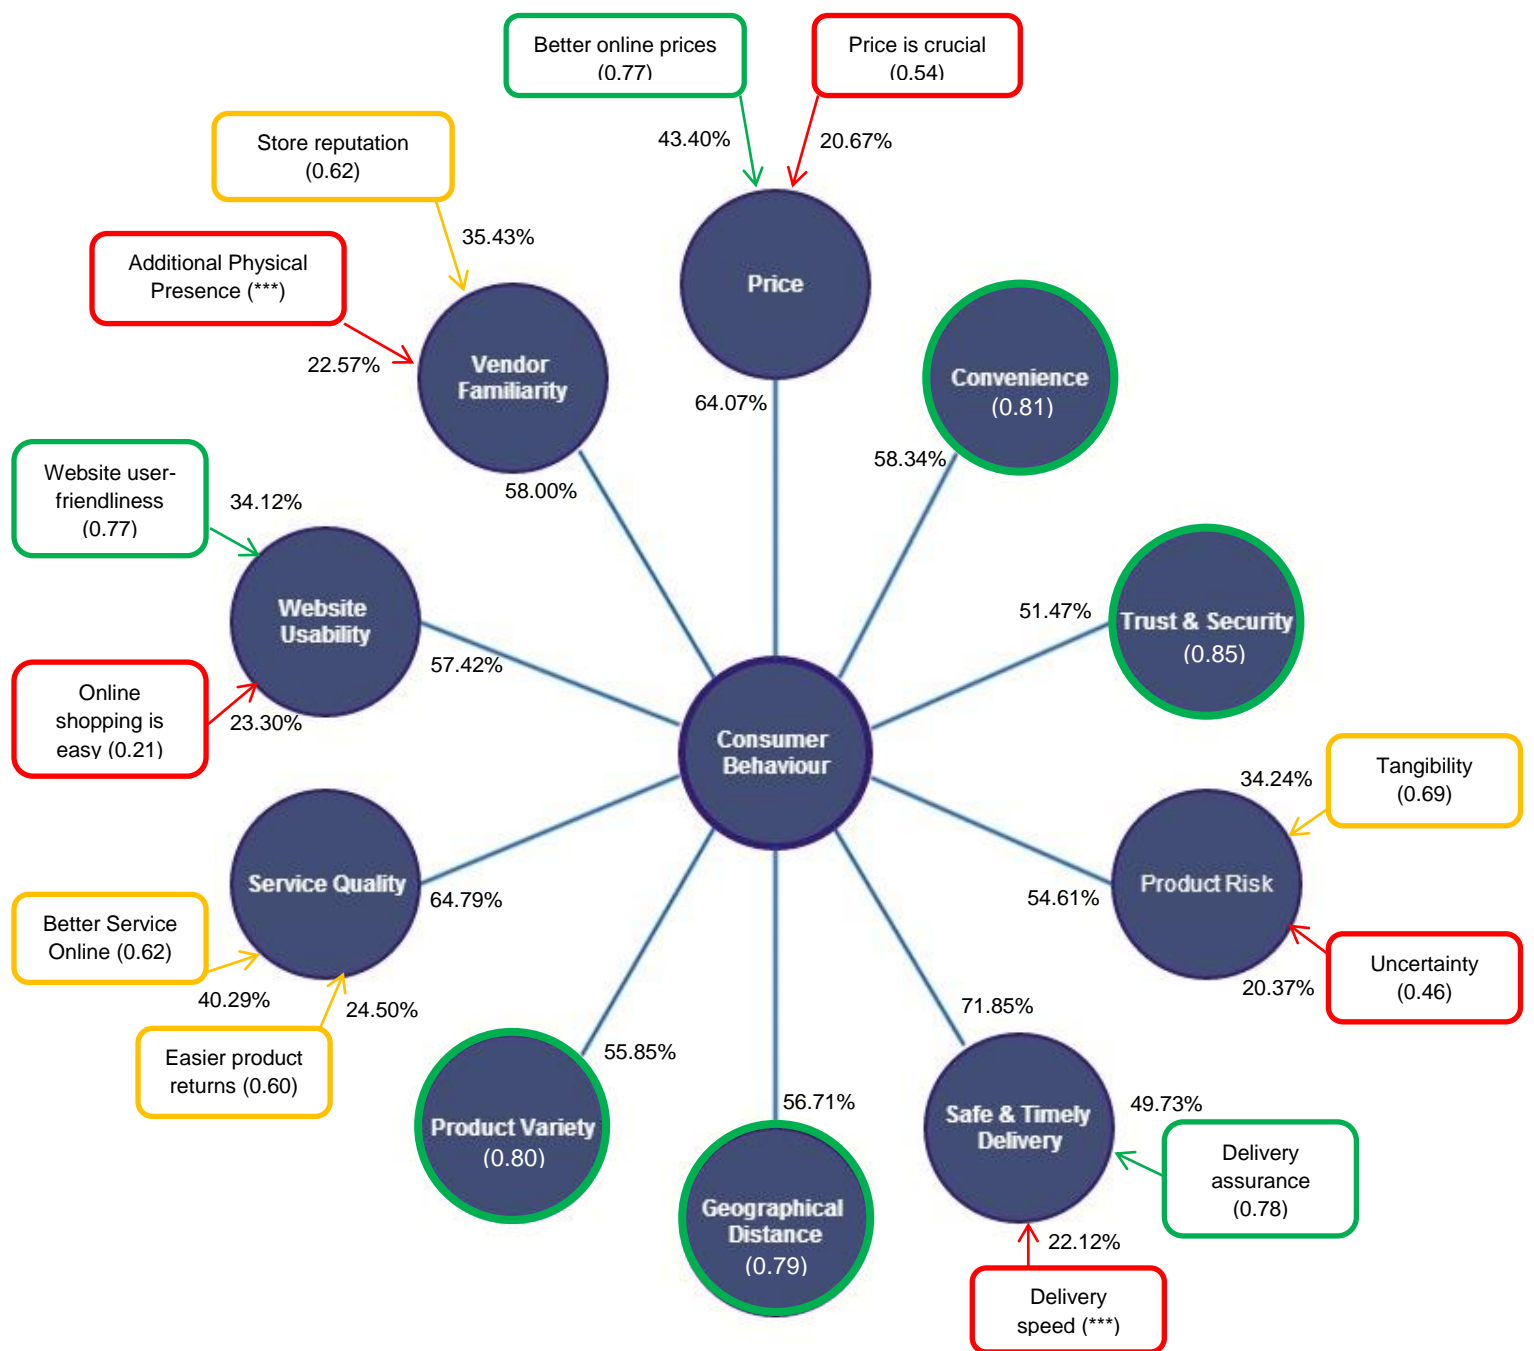 Better online prices
(0.77)
Price is crucial
(0.54)
43.40%
20.67%
Store reputation
(0.62)
35.43%
Additional Physical
Presence (***)
22.57%
Vendor
Familiarity
58.00%
Price
64.07%
Convenience
(0.81)
58.34%
Website user-
friendliness
(0.77)
34.12%
Website
Usability
57.42%
Online
shopping is
easy (0.21)
23.30%
51.47%
Trust & Security
(0.85)
Consumer
Behaviour
Tangibility
(0.69)
34.24%
Product Risk
54.61%
Uncertainty
(0.46)
20.37%
Service Quality
64.79%
Better Service
Online (0.62)
40.29%
24.50%
Easier product
returns (0.60)
Product Variety
(0.80)
55.85%
56.71%
Geographical
Distance
(0.79)
71.85%
Safe & Timely
Delivery
49.73%
Delivery
assurance
(0.78)
22.12%
Delivery
speed (***)